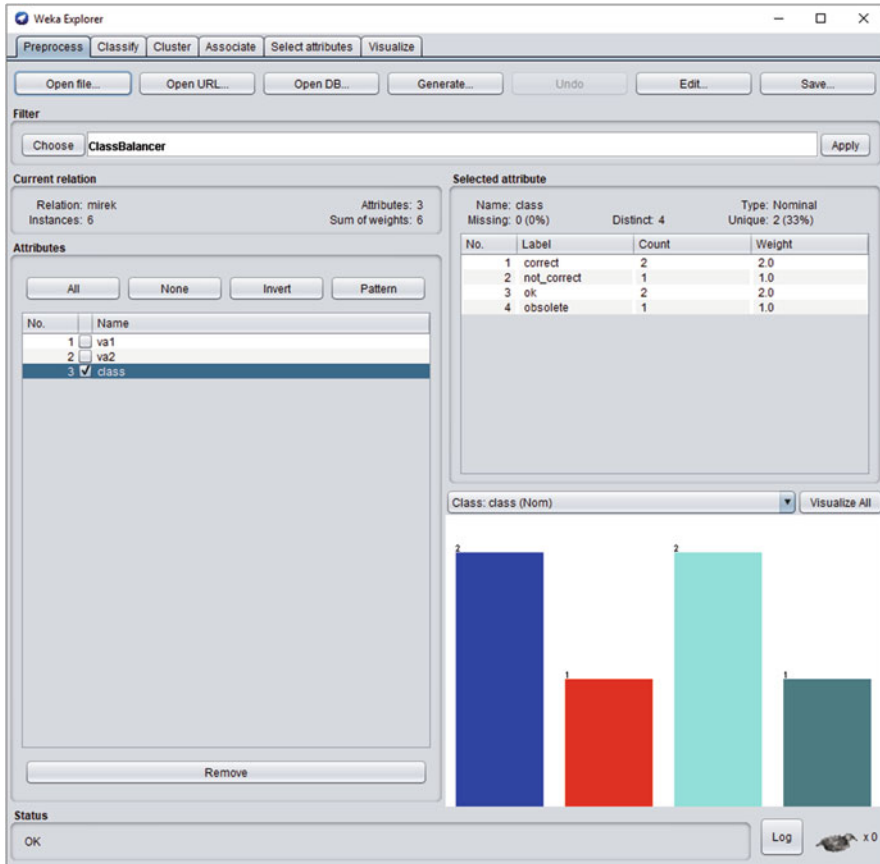 Weka Explorer
Preprocess Classify Cluster Associate Select attributes Visualize
Open file... Open URL... Open DB... Generate... Undo Edit... Save...
Filter
Choose ClassBalancer Apply
Current relation
Relation: mirek Attributes: 3
Instances: 6 Sum of weights: 6
Attributes
All None Invert Pattern
No. Name
1 va1
2 va2
3 class
Remove
Selected attribute
Name: class Type: Nominal
Missing: 0 (0%) Distinct: 4 Unique: 2 (33%)
No. Label Count Weight
1 correct 2 2.0
2 not_correct 1 1.0
3 ok 2 2.0
4 obsolete 1 1.0
Class: class (Nom) Visualize All
2 1 2 1
Status
OK Log x 0